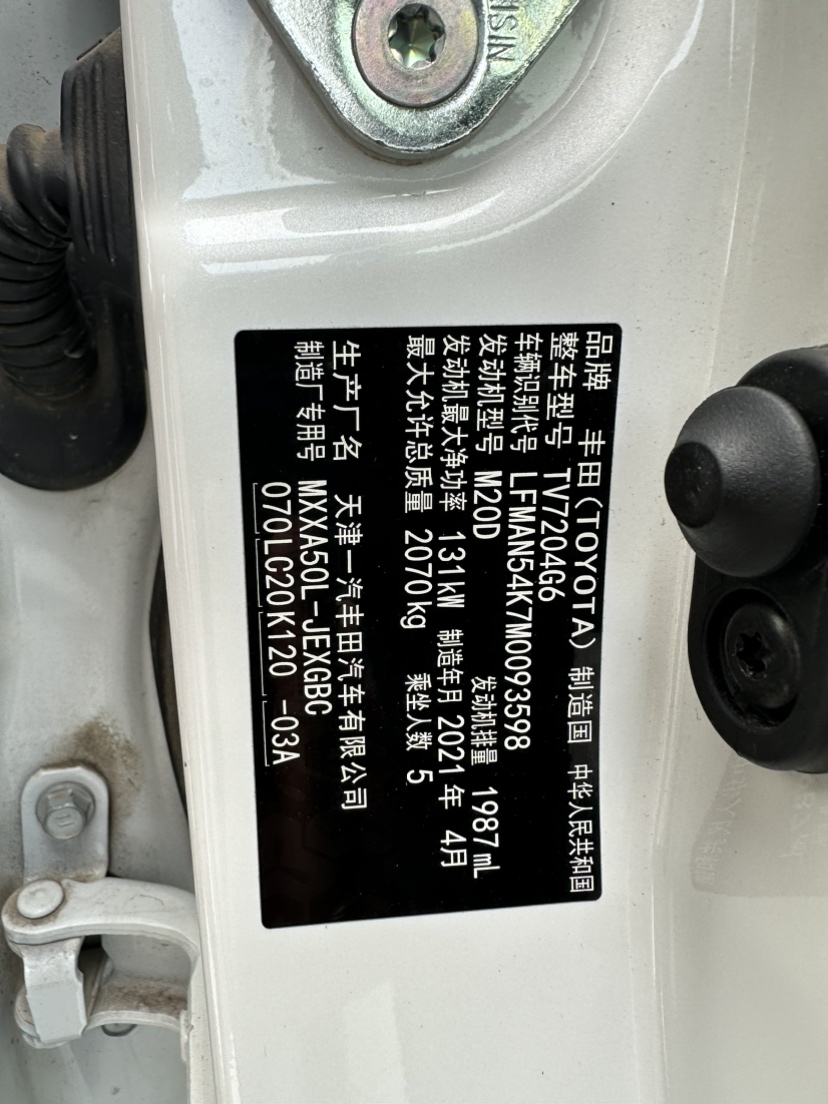 AISIN
品牌 丰田(TOYOTA) 制造国 中华人民共和国
整车型号 TV7204G6
车辆识别代号 LFMAN54K7M0093598
发动机型号 M20D 发动机排量 1987mL
发动机最大净功率 131kW 制造年月 2021年 4月
最大允许总质量 2070kg 乘坐人数 5
生产厂名 天津一汽丰田汽车有限公司
制造厂专用号 MXXA50L-JEXGBC
070LC20K120 -03A